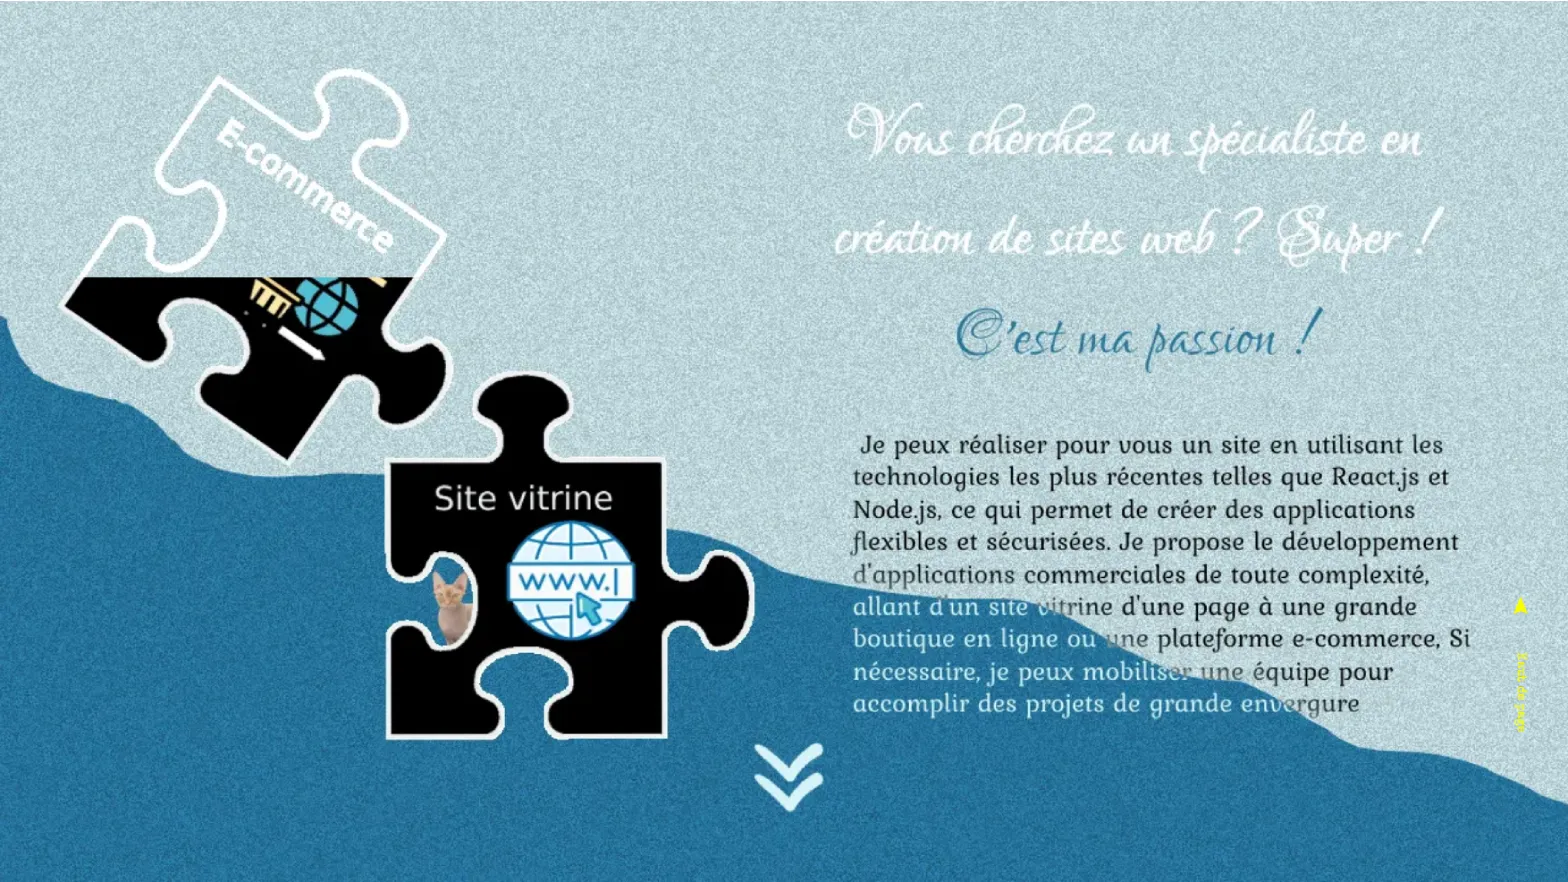 E-commerce
Vous cherchez un spécialiste en
création de sites web ? Super !
C'est ma passion !
Site vitrine
www.
Je peux réaliser pour vous un site en utilisant les
technologies les plus récentes telles que React.js et
Node.js, ce qui permet de créer des applications
flexibles et sécurisées. Je propose le développement
d'applications commerciales de toute complexité,
allant d'un site vitrine d'une page à une grande
boutique en ligne ou une plateforme e-commerce, Si
nécessaire, je peux mobiliser une équipe pour
accomplir des projets de grande envergure